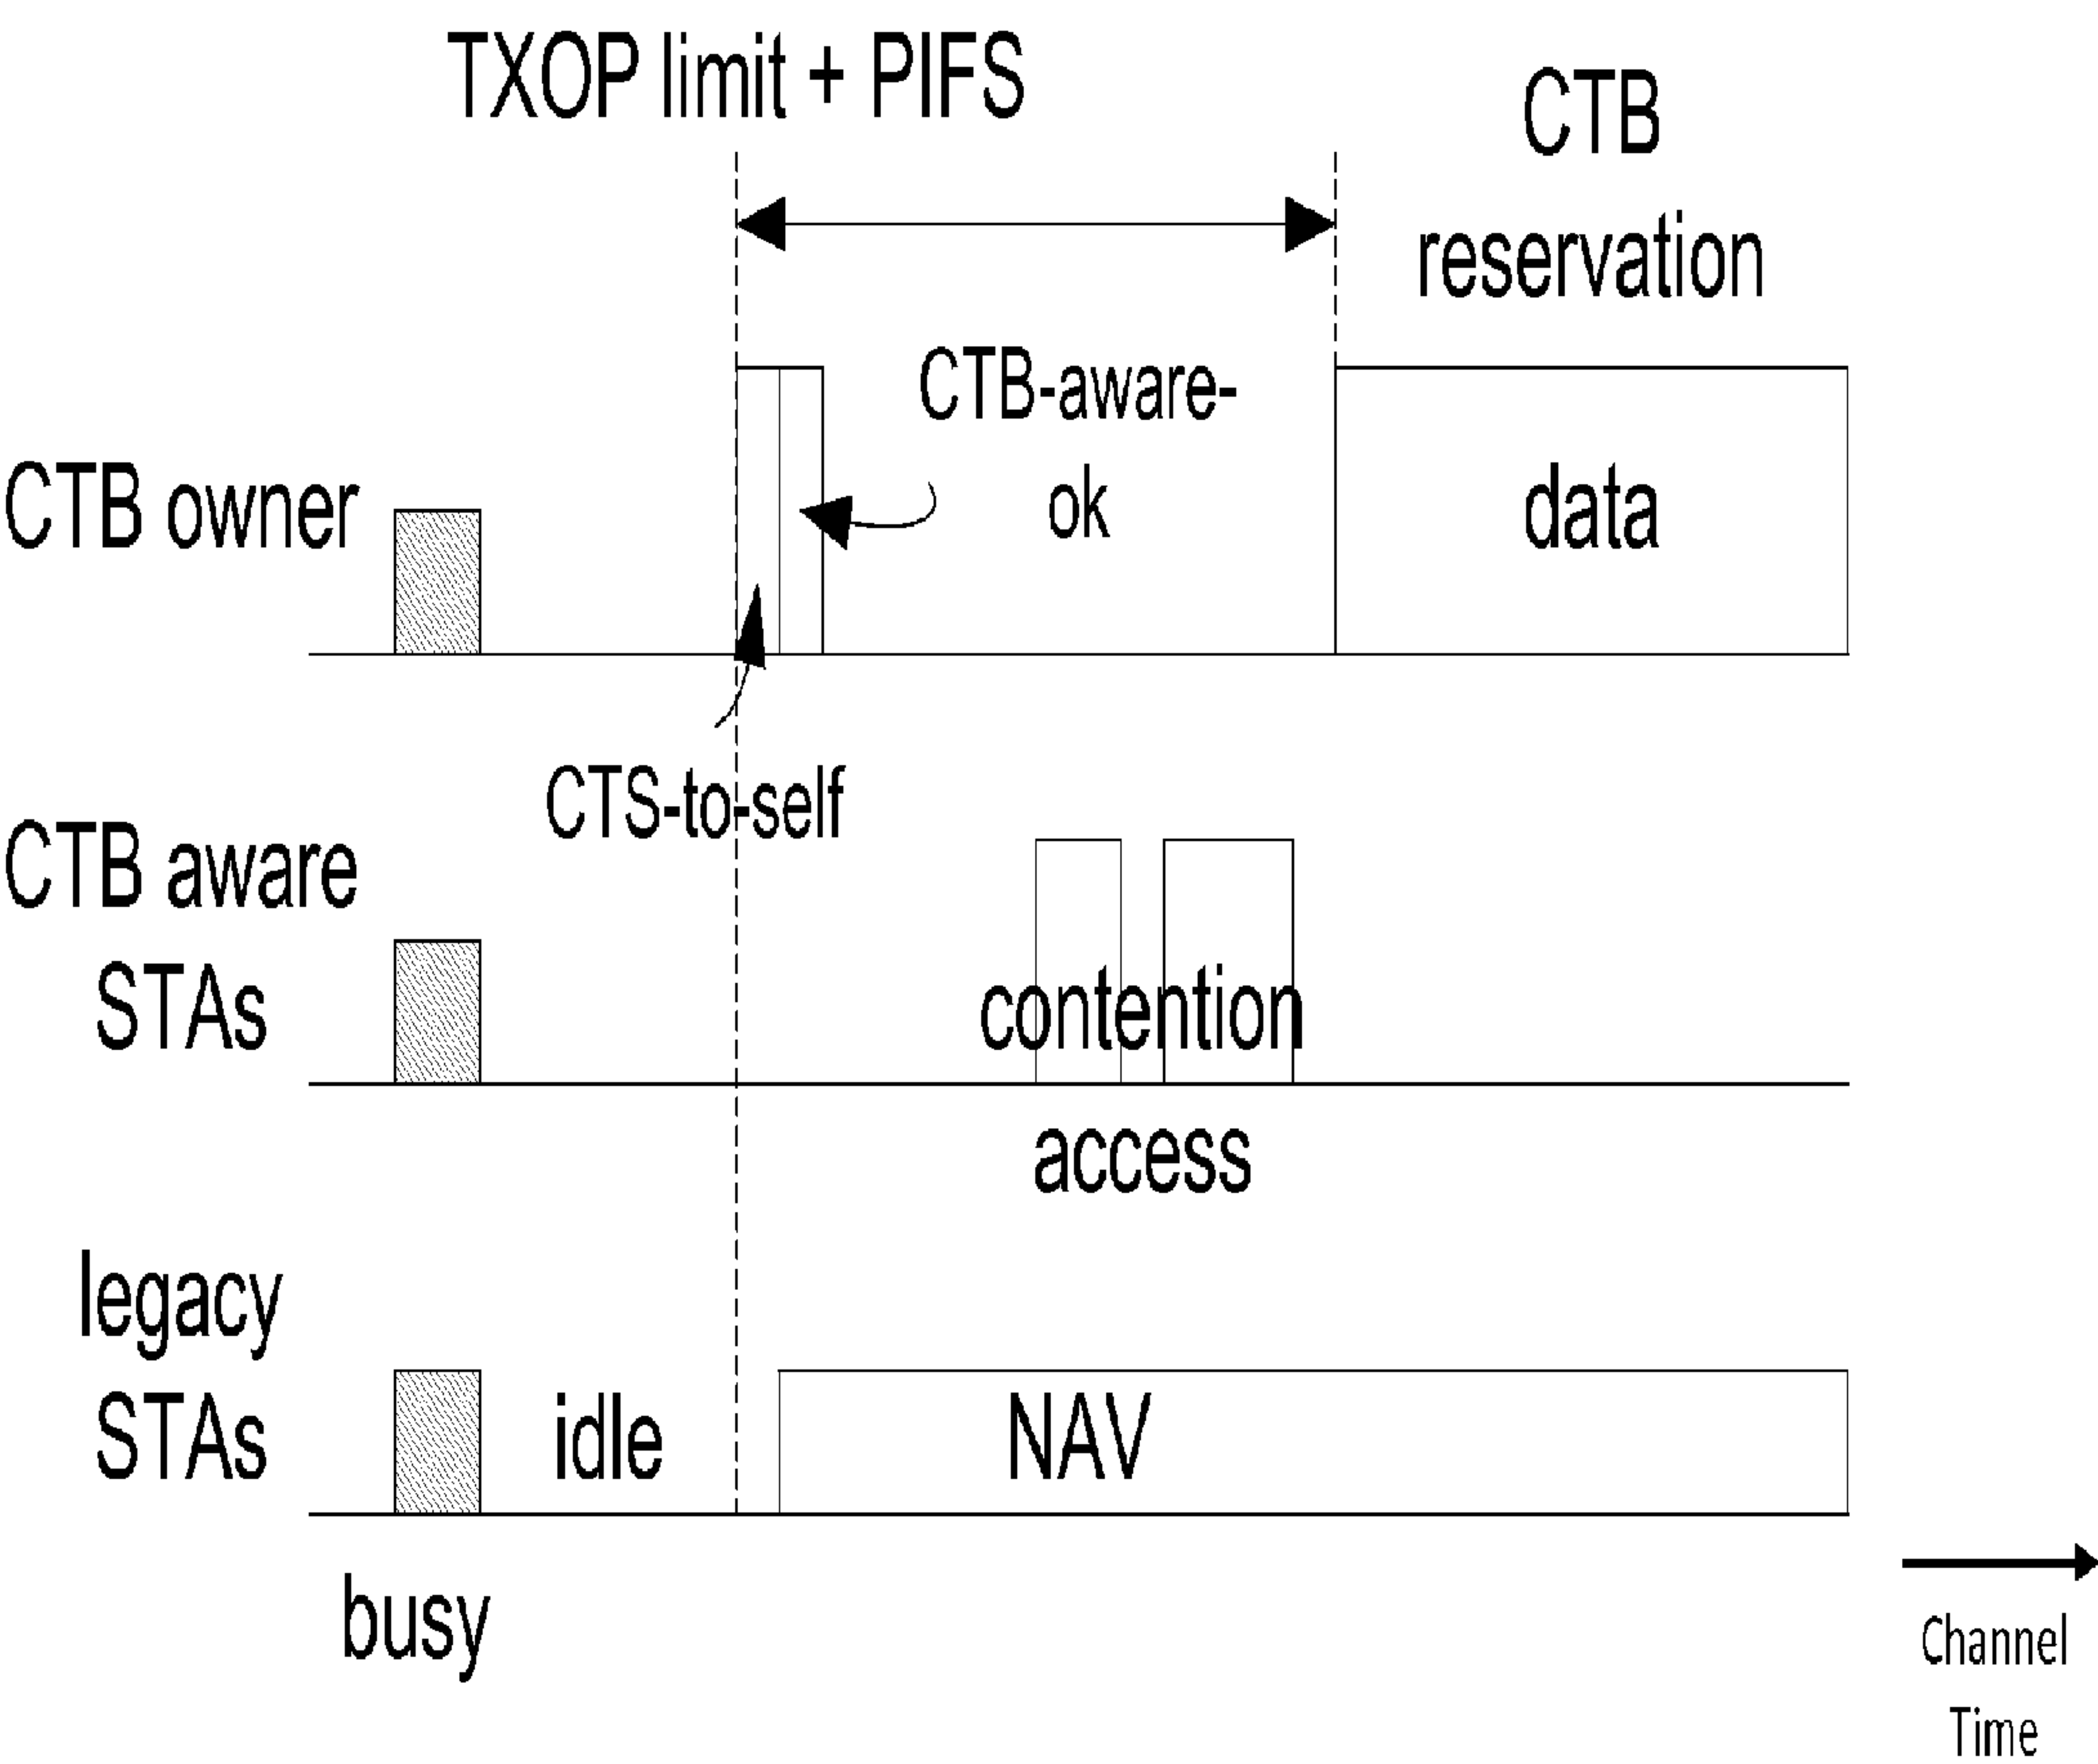 TXOP limit + PIFS
CTB
reservation
CTB-aware-
ok
CTB owner
data
CTS-to-self
CTB aware
STAs
contention
access
legacy
STAs
idle
NAV
busy
Channel
Time